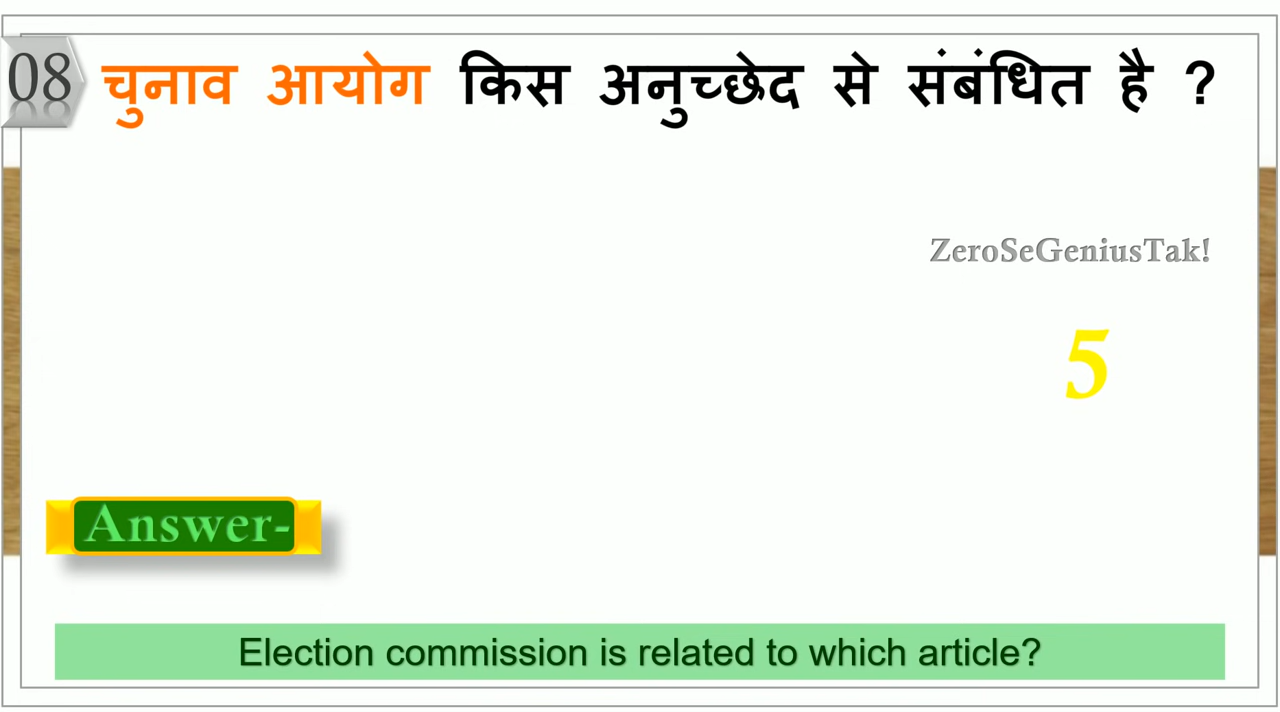 08
चुनाव आयोग किस अनुच्छेद से संबंधित है ?
ZeroSeGeniusTak!
5
Answer-
Election commission is related to which article?